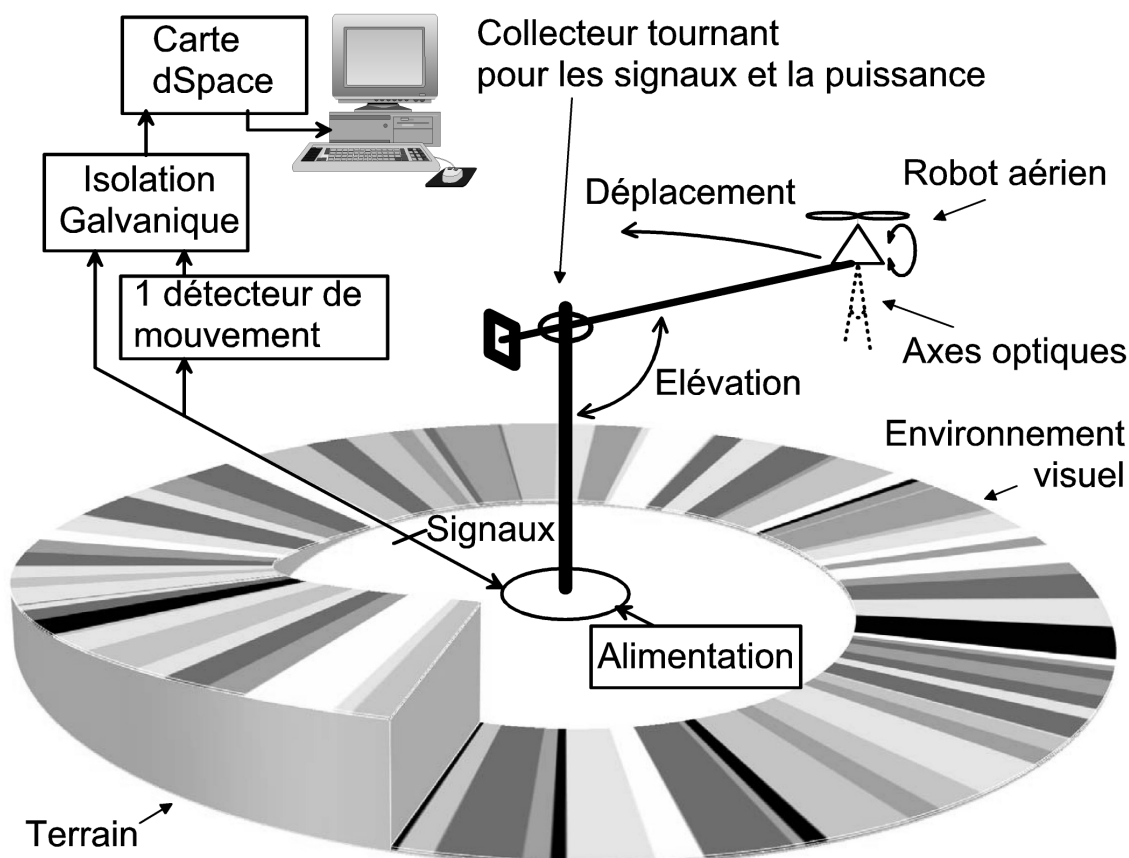 Carte
dSpace
Collecteur tournant
pour les signaux et la puissance
Isolation
Galvanique
Déplacement
Robot aérien
1 détecteur de
mouvement
Axes optiques
Elévation
Environnement
visuel
Signaux
Alimentation
Terrain